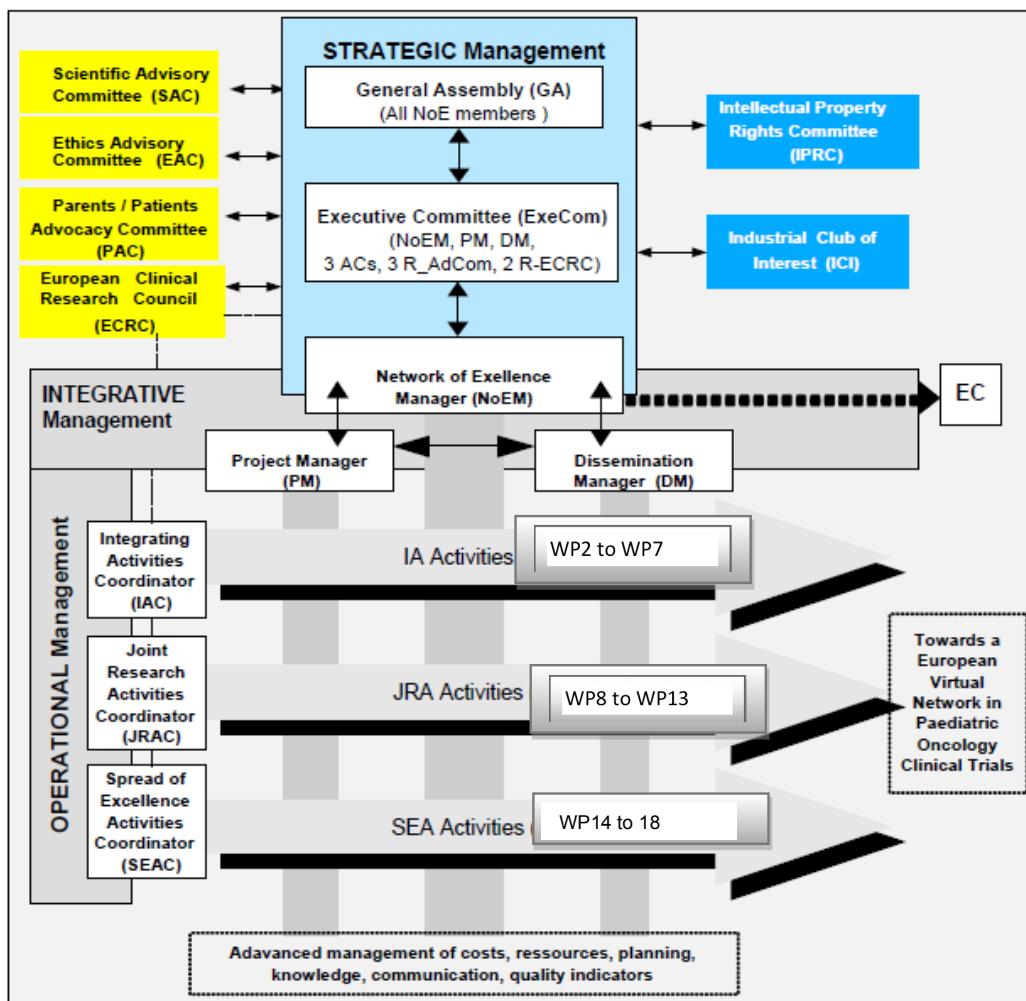 STRATEGIC Management
General Assembly (GA)
(All NoE members )
Executive Committee (ExeCom)
(NoEM, PM, DM,
3 ACs, 3 R_AdCom, 2 R-ECRC)
Network of Exellence
Manager (NoEM)
Scientific Advisory
Committee (SAC)
Ethics Advisory
Committee (EAC)
Parents / Patients
Advocacy Committee
(PAC)
European Clinical
Research Council
(ECRC)
Intellectual Property
Rights Committee
(IPRC)
Industrial Club of
Interest (ICI)
INTEGRATIVE
Management
EC
Project Manager
(PM)
Dissemination
Manager (DM)
OPERATIONAL Management
Integrating
Activities
Coordinator
(IAC)
IA Activities
WP2 to WP7
Joint
Research
Activities
Coordinator
(JRAC)
JRA Activities
WP8 to WP13
Spread of
Excellence
Activities
Coordinator
(SEAC)
SEA Activities (
WP14 to 18
Towards a
European
Virtual
Network in
Paediatric
Oncology
Clinical Trials
Adavanced management of costs, ressources, planning,
knowledge, communication, quality indicators